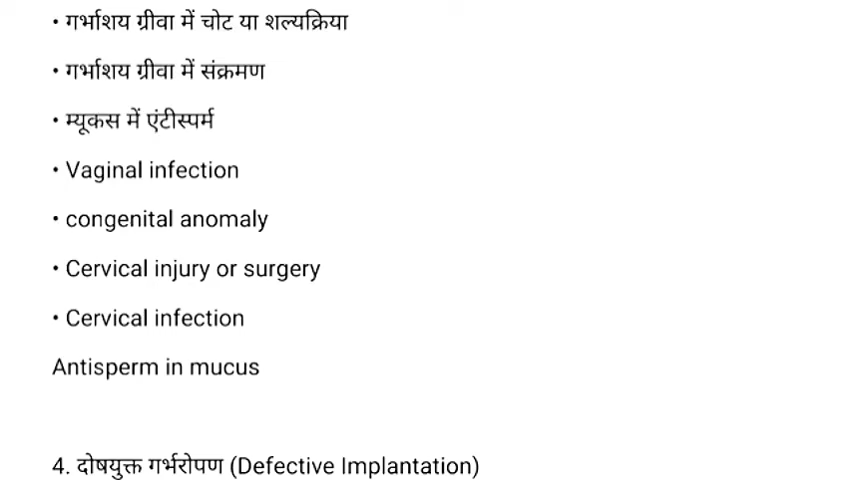 • गर्भाशय ग्रीवा में चोट या शल्यक्रिया
• गर्भाशय ग्रीवा में संक्रमण
• म्यूकस में एंटीस्पर्म
• Vaginal infection
• congenital anomaly
• Cervical injury or surgery
• Cervical infection
Antisperm in mucus
4. दोषयुक्त गर्भरोपण (Defective Implantation)